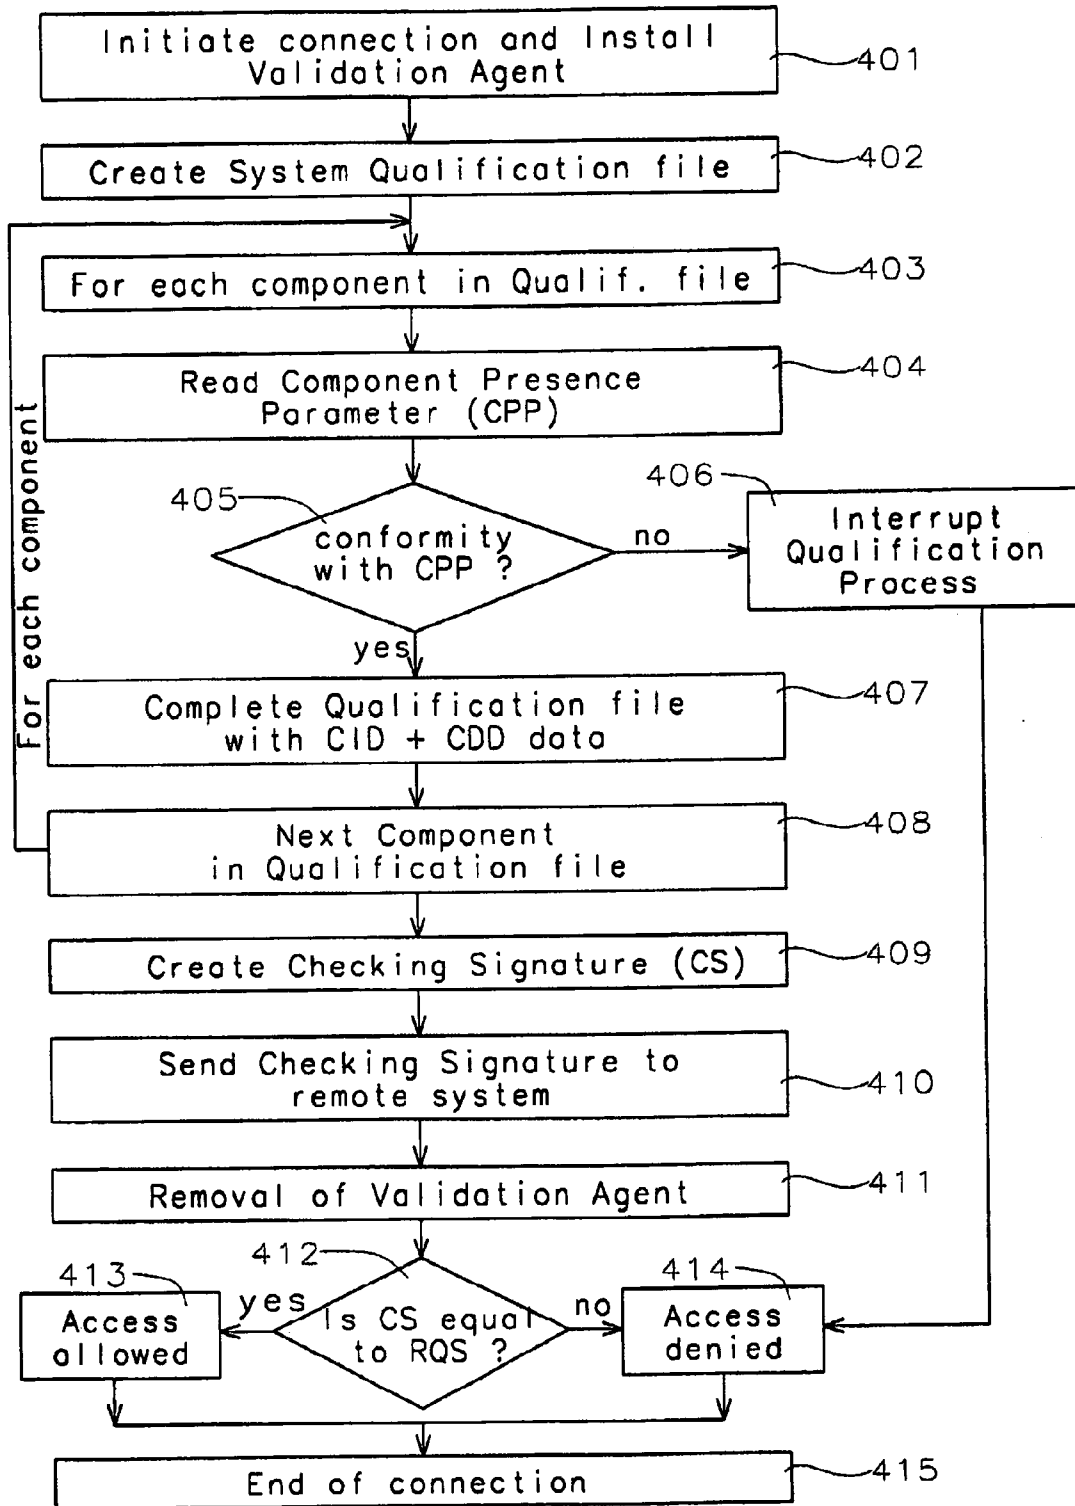 Initiate connection and Install
Validation Agent
401
Create System Qualification file
402
For each component in Qualif. file
403
Read Component Presence
Parameter (CPP)
404
For each component
405
conformity
with CPP ?
no
yes
406
Interrupt
Qualification
Process
Complete Qualification file
with CID + CDD data
407
Next Component
in Qualification file
408
Create Checking Signature (CS)
409
Send Checking Signature to
remote system
410
Removal of Validation Agent
411
412
Is CS equal
to RQS ?
yes
no
413
Access
allowed
414
Access
denied
End of connection
415